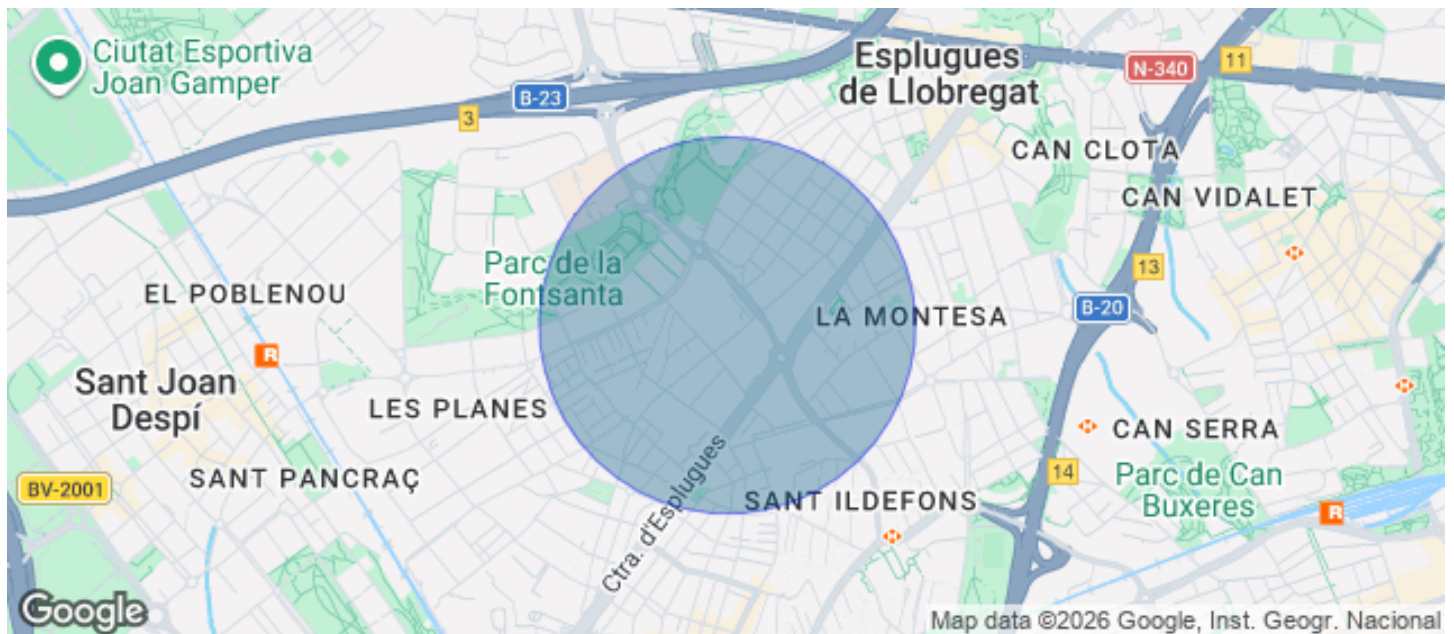 Ciutat Esportiva
Joan Gamper
Esplugues
de Llobregat
N-340
11
B-23
3
CAN CLOTA
CAN VIDALET
Parc de la
Fontsanta
13
EL POBLENOU
B-20
LA MONTESA
R
Sant Joan
Despí
LES PLANES
CAN SERRA
SANT PANCRAÇ
BV-2001
14
Parc de Can
Buxeres
SANT ILDEFONS
R
Ctra. d'Esplugues
Google
Map data ©2026 Google, Inst. Geogr. Nacional